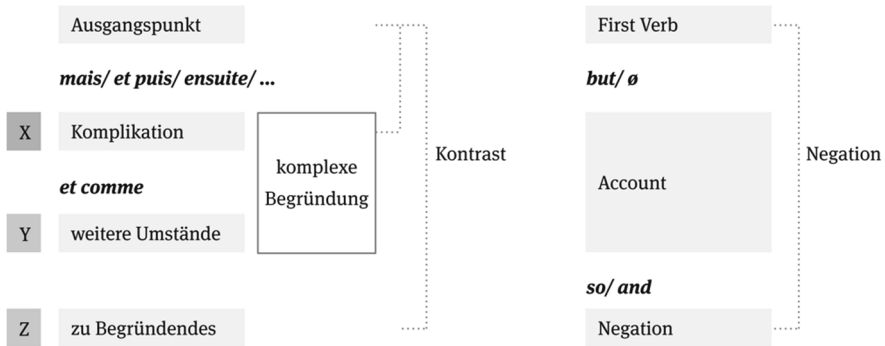 Ausgangspunkt
mais/ et puis/ ensuite/ ...
X Komplikation
komplexe
Begründung
et comme
Y weitere Umstände
Z zu Begründendes
Kontrast
First Verb
but/ ø
Account
so/ and
Negation
Negation